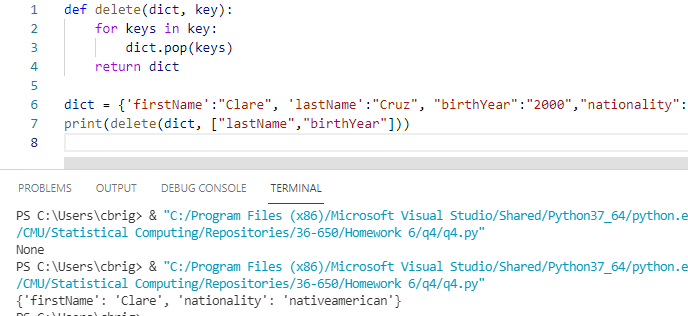 1 def delete(dict, key):
2 for keys in key:
3 dict.pop(keys)
4 return dict
5
6 dict = {'firstName':"Clare", 'lastName':"Cruz", "birthYear":"2000","nationality":
7 print(delete(dict, ["lastName","birthYear"]))
8
PROBLEMS OUTPUT DEBUG CONSOLE TERMINAL
PS C:\Users\cbrig> & "C:/Program Files (x86)/Microsoft Visual Studio/Shared/Python37_64/python.e
/CMU/Statistical Computing/Repositories/36-650/Homework 6/q4/q4.py"
None
PS C:\Users\cbrig> & "C:/Program Files (x86)/Microsoft Visual Studio/Shared/Python37_64/python.e
/CMU/Statistical Computing/Repositories/36-650/Homework 6/q4/q4.py"
{'firstName': 'Clare', 'nationality': 'nativeamerican'}